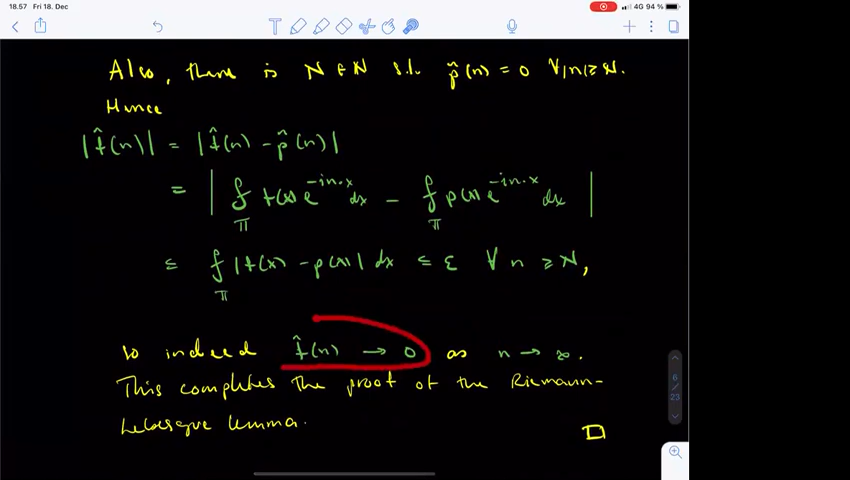 18.57 Fri 18. Dec
4G 94 %
Also, there is N ∈ N s.t. p̂(n) = 0 ∀|n| ≥ N.
Hence
|f̂(n)| = |f̂(n) - p̂(n)|
= | ⨍_𝕋 f(x) e^{-in·x} dx - ⨍_𝕋 p(x) e^{-in·x} dx |
≤ ⨍_𝕋 |f(x) - p(x)| dx ≤ ε ∀ n ≥ N,
so indeed f̂(n) → 0 as n → ∞.
This completes the proof of the Riemann-
Lebesgue lemma. □
6
/
23